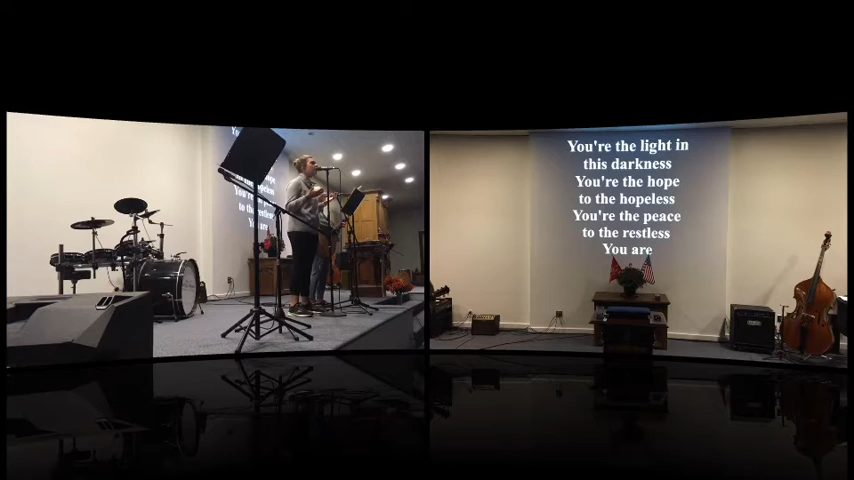 You're the light in
this darkness
You're the hope
to the hopeless
You're the peace
to the restless
You are